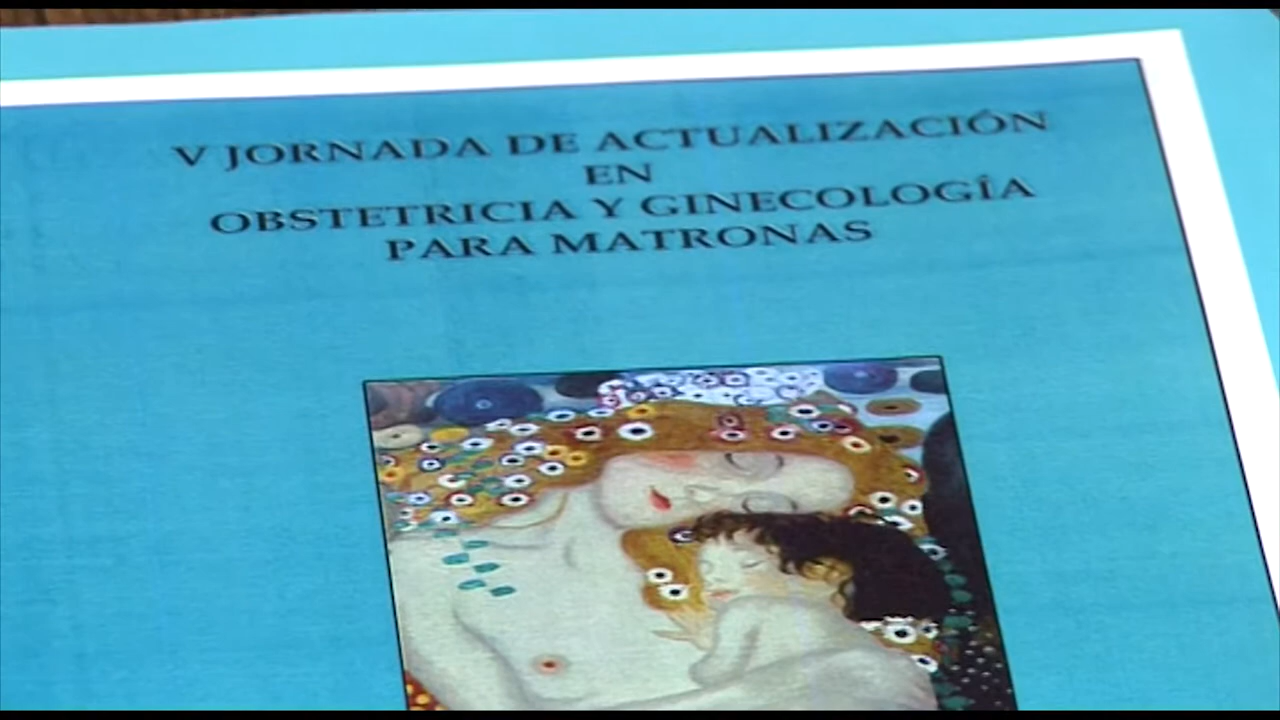 V JORNADA DE ACTUALIZACIÓN
EN
OBSTETRICIA Y GINECOLOGÍA
PARA MATRONAS